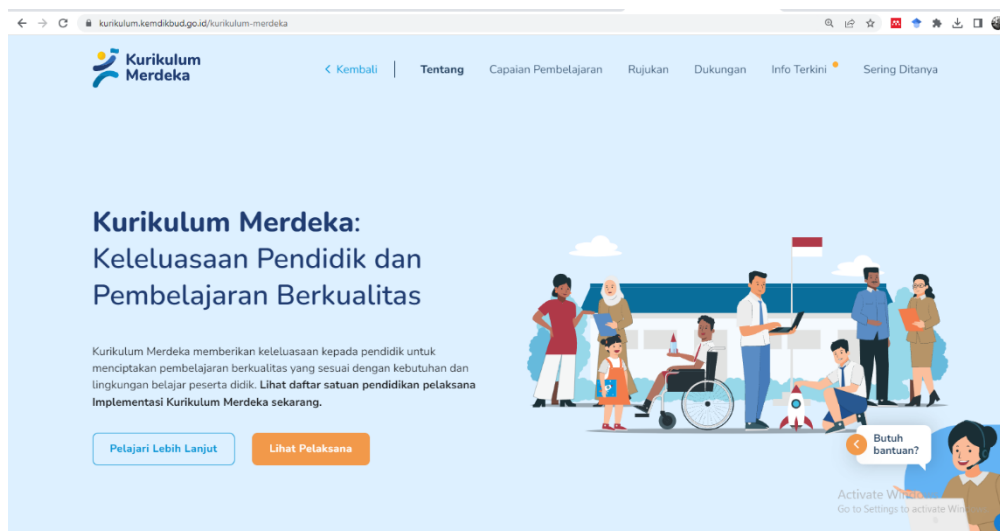 kurikulum.kemdikbud.go.id/kurikulum-merdeka
Kurikulum
Merdeka
Kembali
Tentang
Capaian Pembelajaran
Rujukan
Dukungan
Info Terkini
Sering Ditanya
Kurikulum Merdeka:
Keleluasaan Pendidik dan
Pembelajaran Berkualitas
Kurikulum Merdeka memberikan keleluasaan kepada pendidik untuk
menciptakan pembelajaran berkualitas yang sesuai dengan kebutuhan dan
lingkungan belajar peserta didik. Lihat daftar satuan pendidikan pelaksana
Implementasi Kurikulum Merdeka sekarang.
Pelajari Lebih Lanjut
Lihat Pelaksana
Butuh
bantuan?
Activate
Go to Settings to activate